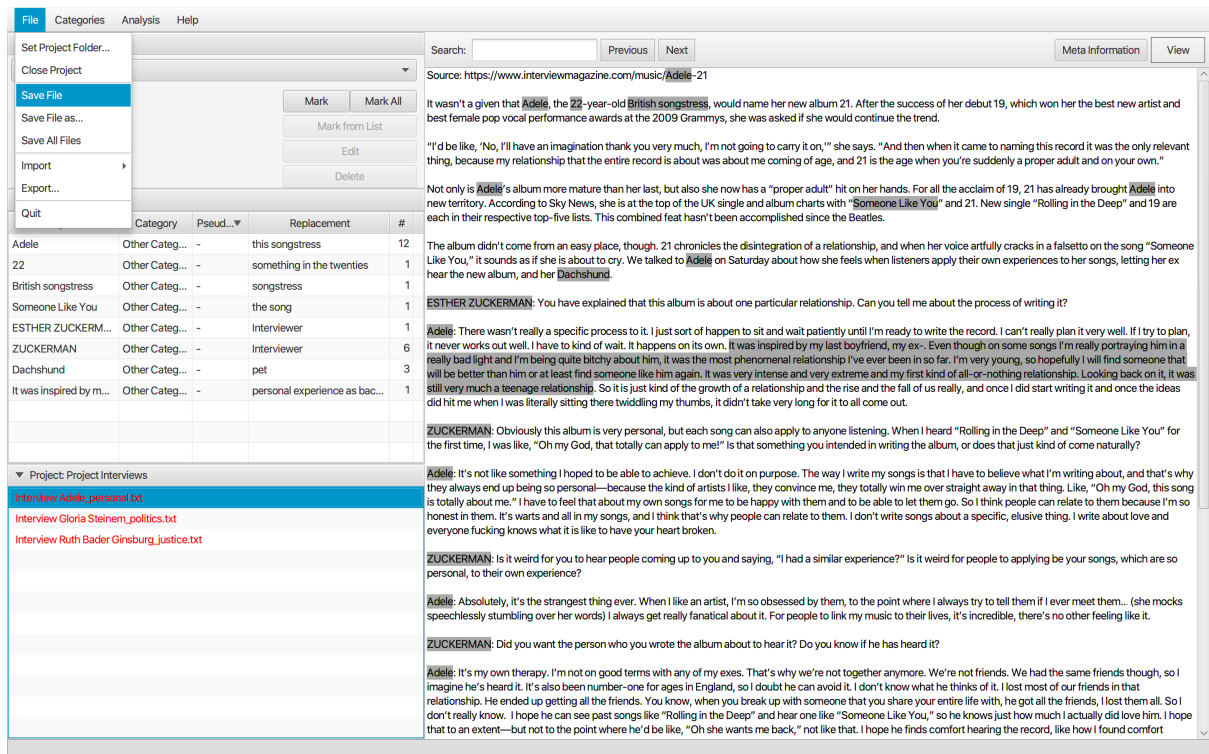 File Categories Analysis Help
Set Project Folder...
Close Project
Save File
Save File as...
Save All Files
Import
Export...
Quit
Mark Mark All
Mark from List
Edit
Delete
Category Pseud...▼ Replacement #
Adele Other Categ... - this songstress 12
22 Other Categ... - something in the twenties 1
British songstress Other Categ... - songstress 1
Someone Like You Other Categ... - the song 1
ESTHER ZUCKERM... Other Categ... - Interviewer 1
ZUCKERMAN Other Categ... - Interviewer 6
Dachshund Other Categ... - pet 3
It was inspired by m... Other Categ... - personal experience as bac... 1
▼ Project: Project Interviews
Interview Adele_personal.txt
Interview Gloria Steinem_politics.txt
Interview Ruth Bader Ginsburg_justice.txt
Search: Previous Next Meta Information View
Source: https://www.interviewmagazine.com/music/Adele-21
It wasn't a given that Adele, the 22-year-old British songstress, would name her new album 21. After the success of her debut 19, which won her the best new artist and
best female pop vocal performance awards at the 2009 Grammys, she was asked if she would continue the trend.
"I'd be like, ‘No, I'll have an imagination thank you very much, I'm not going to carry it on,'" she says. “And then when it came to naming this record it was the only relevant
thing, because my relationship that the entire record is about was about me coming of age, and 21 is the age when you're suddenly a proper adult and on your own.”
Not only is Adele's album more mature than her last, but also she now has a “proper adult” hit on her hands. For all the acclaim of 19, 21 has already brought Adele into
new territory. According to Sky News, she is at the top of the UK single and album charts with “Someone Like You” and 21. New single “Rolling in the Deep” and 19 are
each in their respective top-five lists. This combined feat hasn't been accomplished since the Beatles.
The album didn't come from an easy place, though. 21 chronicles the disintegration of a relationship, and when her voice artfully cracks in a falsetto on the song “Someone
Like You,” it sounds as if she is about to cry. We talked to Adele on Saturday about how she feels when listeners apply their own experiences to her songs, letting her ex
hear the new album, and her Dachshund.
ESTHER ZUCKERMAN: You have explained that this album is about one particular relationship. Can you tell me about the process of writing it?
Adele: There wasn't really a specific process to it. I just sort of happen to sit and wait patiently until I'm ready to write the record. I can't really plan it very well. If I try to plan,
it never works out well. I have to kind of wait. It happens on its own. It was inspired by my last boyfriend, my ex-. Even though on some songs I'm really portraying him in a
really bad light and I'm being quite bitchy about him, it was the most phenomenal relationship I've ever been in so far. I'm very young, so hopefully I will find someone that
will be better than him or at least find someone like him again. It was very intense and very extreme and my first kind of all-or-nothing relationship. Looking back on it, it was
still very much a teenage relationship. So it is just kind of the growth of a relationship and the rise and the fall of us really, and once I did start writing it and once the ideas
did hit me when I was literally sitting there twiddling my thumbs, it didn't take very long for it to all come out.
ZUCKERMAN: Obviously this album is very personal, but each song can also apply to anyone listening. When I heard “Rolling in the Deep” and “Someone Like You” for
the first time, I was like, “Oh my God, that totally can apply to me!” Is that something you intended in writing the album, or does that just kind of come naturally?
Adele: It's not like something I hoped to be able to achieve. I don't do it on purpose. The way I write my songs is that I have to believe what I'm writing about, and that's why
they always end up being so personal—because the kind of artists I like, they convince me, they totally win me over straight away in that thing. Like, “Oh my God, this song
is totally about me.” I have to feel that about my own songs for me to be happy with them and to be able to let them go. So I think people can relate to them because I'm so
honest in them. It's warts and all in my songs, and I think that's why people can relate to them. I don't write songs about a specific, elusive thing. I write about love and
everyone fucking knows what it is like to have your heart broken.
ZUCKERMAN: Is it weird for you to hear people coming up to you and saying, “I had a similar experience?” Is it weird for people to applying be your songs, which are so
personal, to their own experience?
Adele: Absolutely, it's the strangest thing ever. When I like an artist, I'm so obsessed by them, to the point where I always try to tell them if I ever meet them... (she mocks
speechlessly stumbling over her words) I always get really fanatical about it. For people to link my music to their lives, it's incredible, there's no other feeling like it.
ZUCKERMAN: Did you want the person who you wrote the album about to hear it? Do you know if he has heard it?
Adele: It's my own therapy. I'm not on good terms with any of my exes. That's why we're not together anymore. We're not friends. We had the same friends though, so I
imagine he's heard it. It's also been number-one for ages in England, so I doubt he can avoid it. I don't know what he thinks of it. I lost most of our friends in that
relationship. He ended up getting all the friends. You know, when you break up with someone that you share your entire life with, he got all the friends, I lost them all. So I
don't really know.  I hope he can see past songs like “Rolling in the Deep” and hear one like “Someone Like You,” so he knows just how much I actually did love him. I hope
that to an extent—but not to the point where he'd be like, “Oh she wants me back,” not like that. I hope he finds comfort hearing the record, like how I found comfort